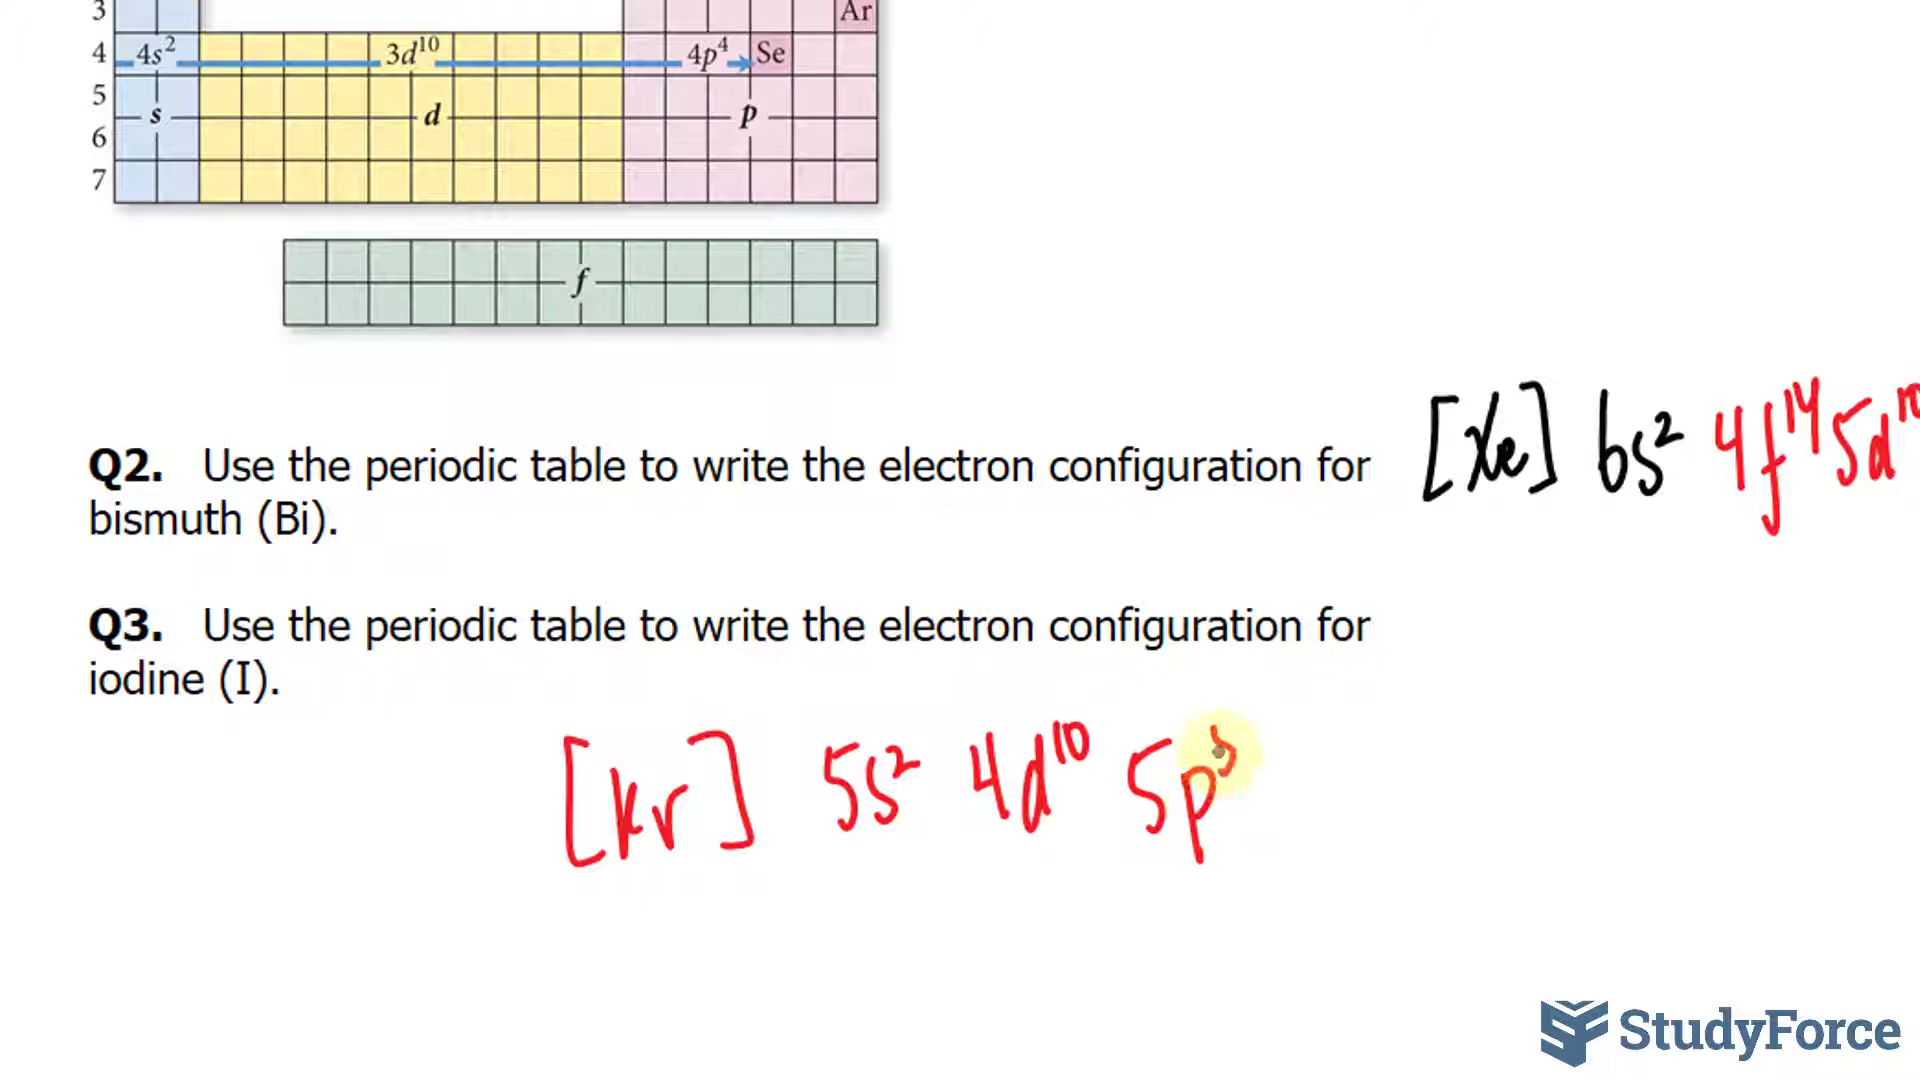 3 Ar
4 4s² 3d¹⁰ 4p⁴ Se
5
s d p
6
7
f
[Xe] 6s² 4f¹⁴ 5d¹⁰
Q2. Use the periodic table to write the electron configuration for
bismuth (Bi).
Q3. Use the periodic table to write the electron configuration for
iodine (I).
[Kr] 5s² 4d¹⁰ 5p
StudyForce